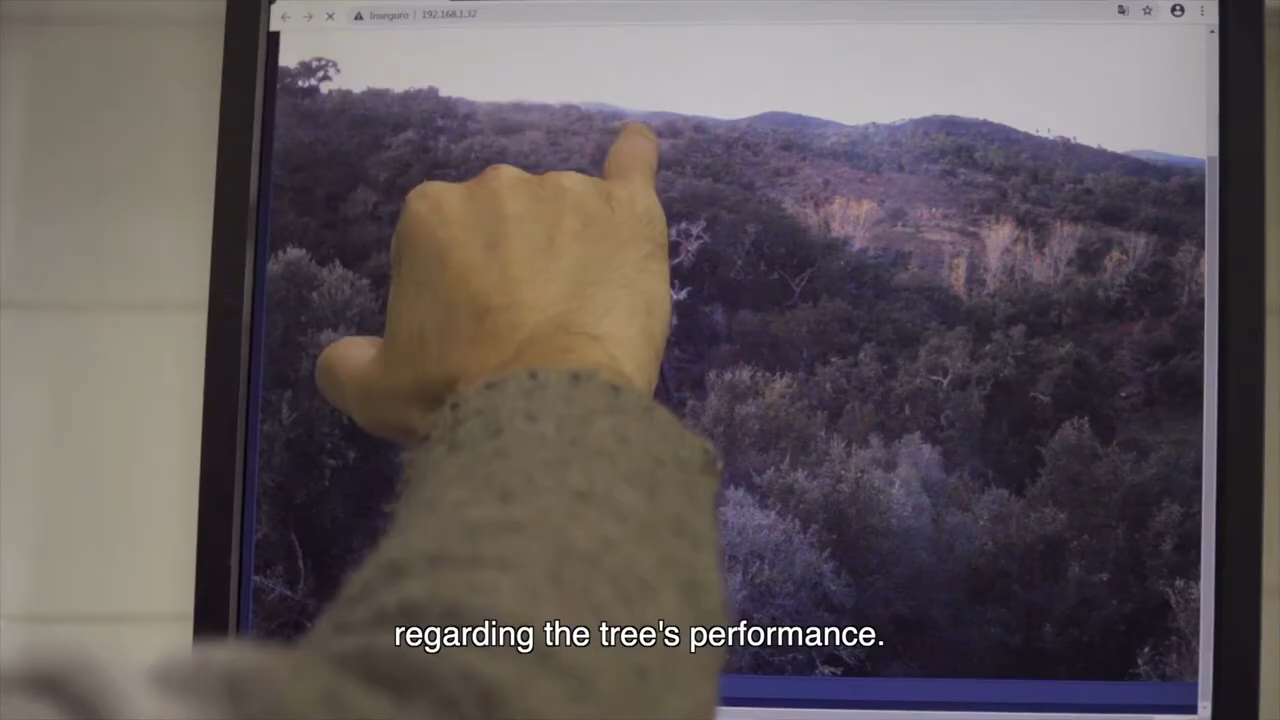 Inseguro | 192.168.1.32
regarding the tree's performance.